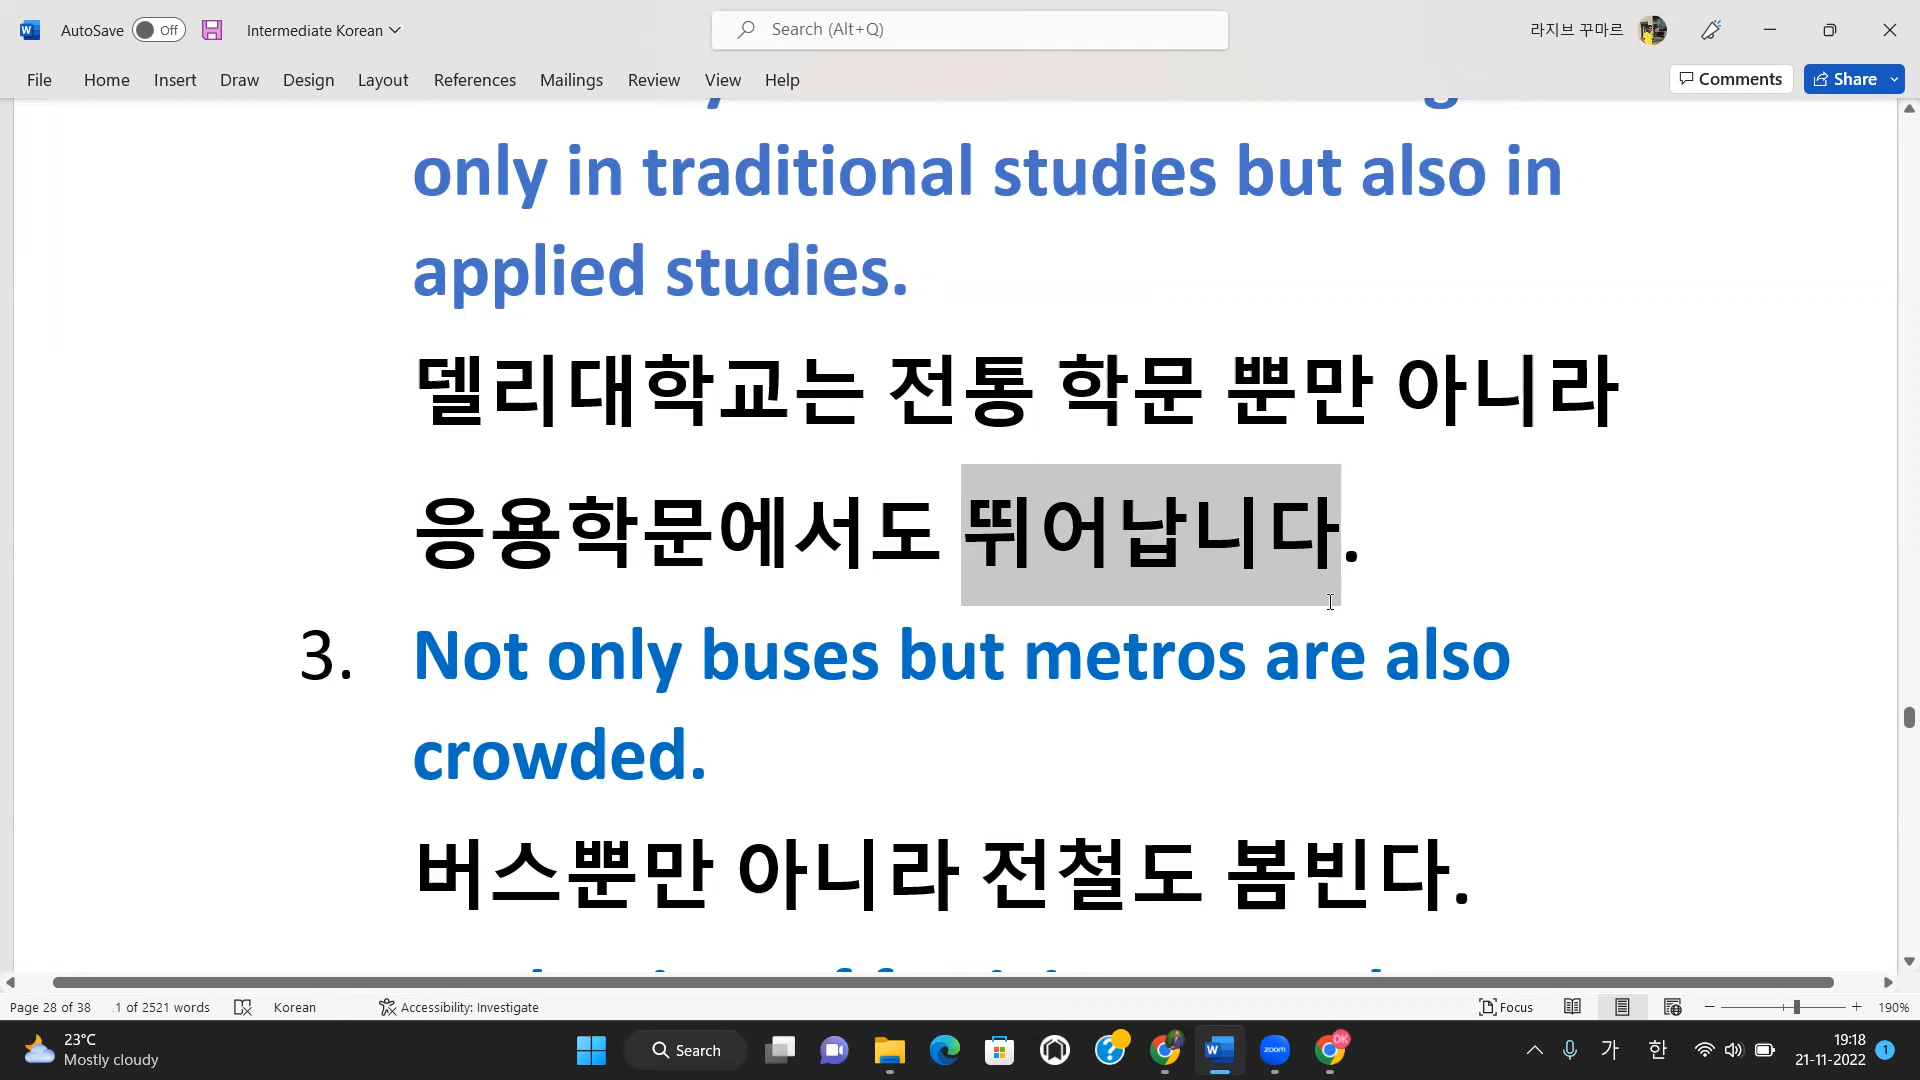 AutoSave Off Intermediate Korean Search (Alt+Q) 라지브 꾸마르
File Home Insert Draw Design Layout References Mailings Review View Help Comments Share
only in traditional studies but also in
applied studies.
델리대학교는 전통 학문 뿐만 아니라
응용학문에서도 뛰어납니다.
3. Not only buses but metros are also
crowded.
버스뿐만 아니라 전철도 봄빈다.
Page 28 of 38 1 of 2521 words Korean Accessibility: Investigate Focus 190%
23°C
Mostly cloudy
Search
zoom
OK
가 한
19:18
21-11-2022
1